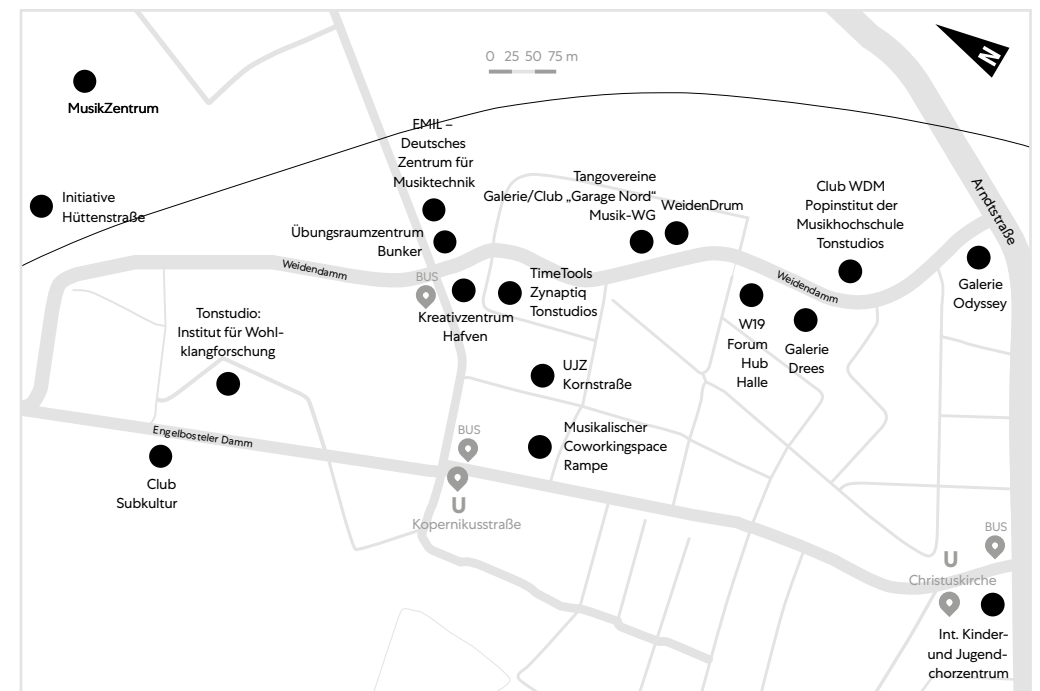 0 25 50 75 m
N
MusikZentrum
EMIL –
Deutsches
Zentrum für
Musiktechnik
Initiative
Hüttenstraße
Übungsraumzentrum
Bunker
Tangovereine
Galerie/Club „Garage Nord“
Musik-WG
WeidenDrum
Club WDM
Popinstitut der
Musikhochschule
Tonstudios
Arndtstraße
Weidendamm
BUS
Kreativzentrum
Hafven
TimeTools
Zynaptiq
Tonstudios
Weidendamm
Galerie
Odyssey
W19
Forum
Hub
Halle
Galerie
Drees
Tonstudio:
Institut für Wohl-
klangforschung
UJZ
Kornstraße
Engelbosteler Damm
Club
Subkultur
BUS
Musikalischer
Coworkingspace
Rampe
U
Kopernikusstraße
BUS
U
Christuskirche
Int. Kinder-
und Jugend-
chorzentrum